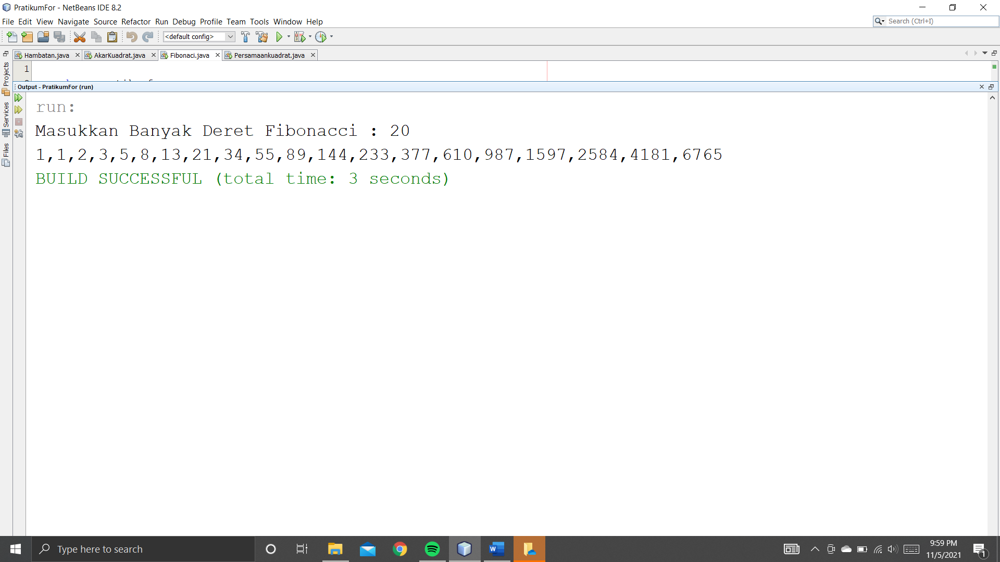 PratikumFor - NetBeans IDE 8.2
File Edit View Navigate Source Refactor Run Debug Profile Team Tools Window Help
Search (Ctrl+I)
<default config>
Hambatan.java AkarKuadrat.java Fibonaci.java Persamaankuadrat.java
1
Projects
Services
Files
Output - PratikumFor (run)
run:
Masukkan Banyak Deret Fibonacci : 20
1,1,2,3,5,8,13,21,34,55,89,144,233,377,610,987,1597,2584,4181,6765
BUILD SUCCESSFUL (total time: 3 seconds)
Type here to search
9:59 PM
11/5/2021
1